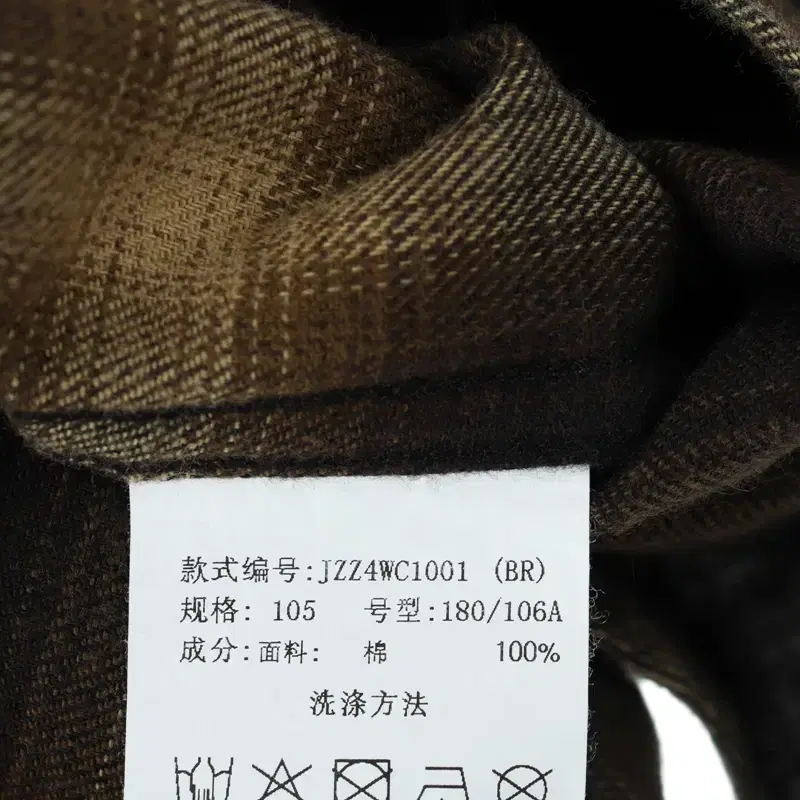 款式编号:JZZ4WC1001 (BR)
规格: 105 号型:180/106A
成分:面料: 棉 100%
洗涤方法